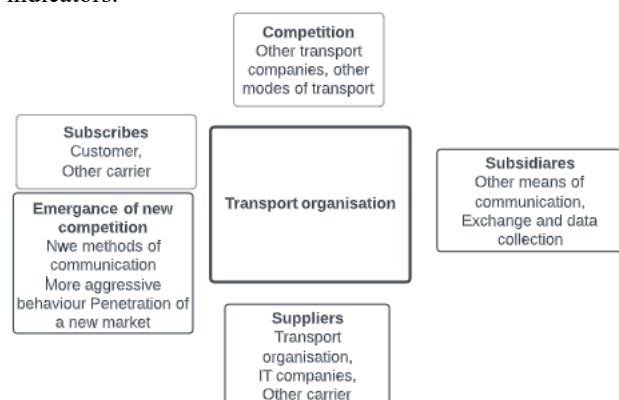 indicators.
Competition
Other transport
companies, other
modes of transport
Subscribes
Customer,
Other carrier
Emergance of new
competition
Nwe methods of
communication
More aggressive
behaviour Penetration of
a new market
Transport organisation
Subsidiares
Other means of
communication,
Exchange and data
collection
Suppliers
Transport
organisation,
IT companies,
Other carrier